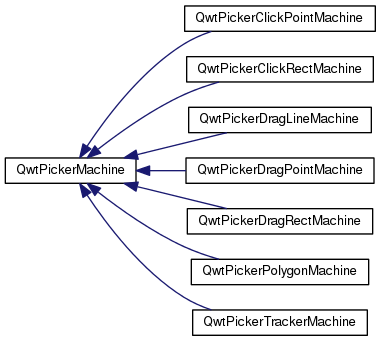 QwtPickerClickPointMachine
QwtPickerClickRectMachine
QwtPickerDragLineMachine
QwtPickerMachine
QwtPickerDragPointMachine
QwtPickerDragRectMachine
QwtPickerPolygonMachine
QwtPickerTrackerMachine